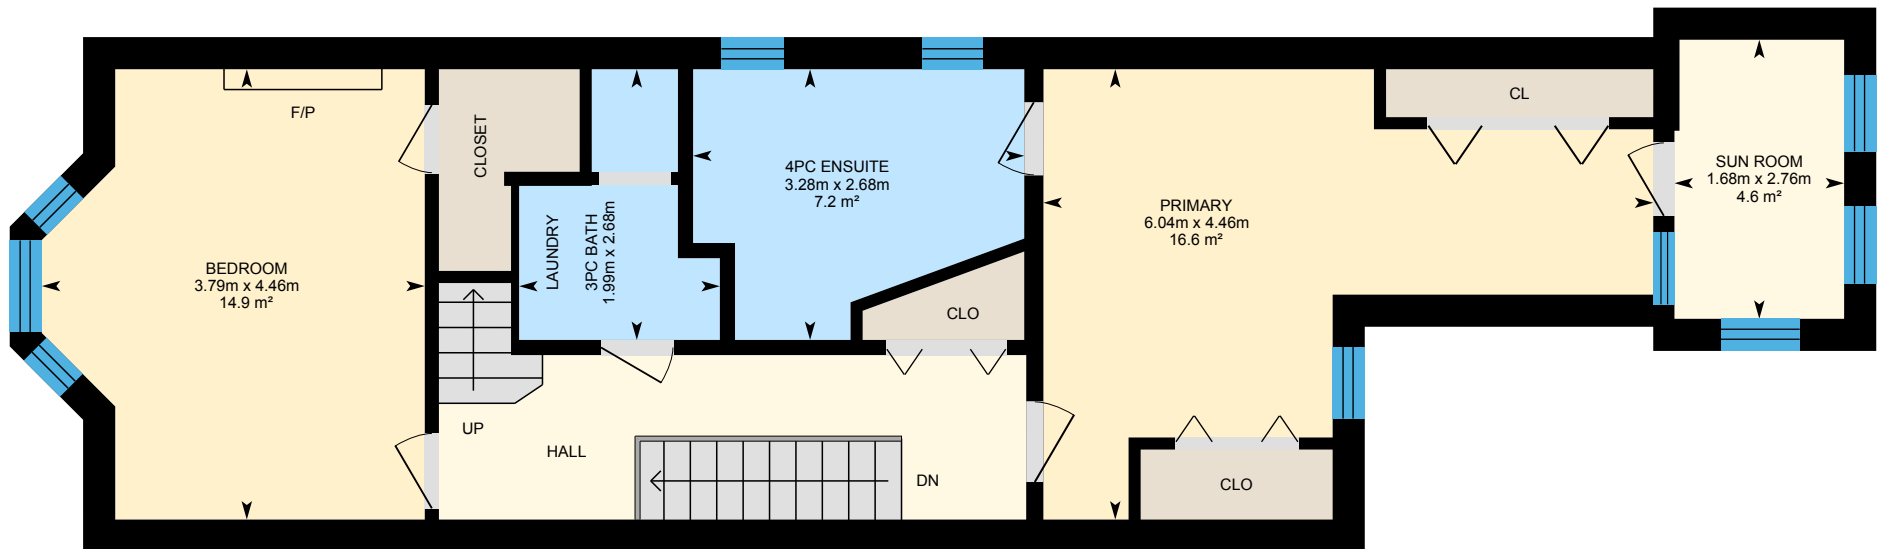 F/P
BEDROOM
3.79m x 4.46m
14.9 m²
CLOSET
UP
HALL
DN
LAUNDRY
3PC BATH
1.99m x 2.68m
4PC ENSUITE
3.28m x 2.68m
7.2 m²
CLO
PRIMARY
6.04m x 4.46m
16.6 m²
CLO
CL
SUN ROOM
1.68m x 2.76m
4.6 m²